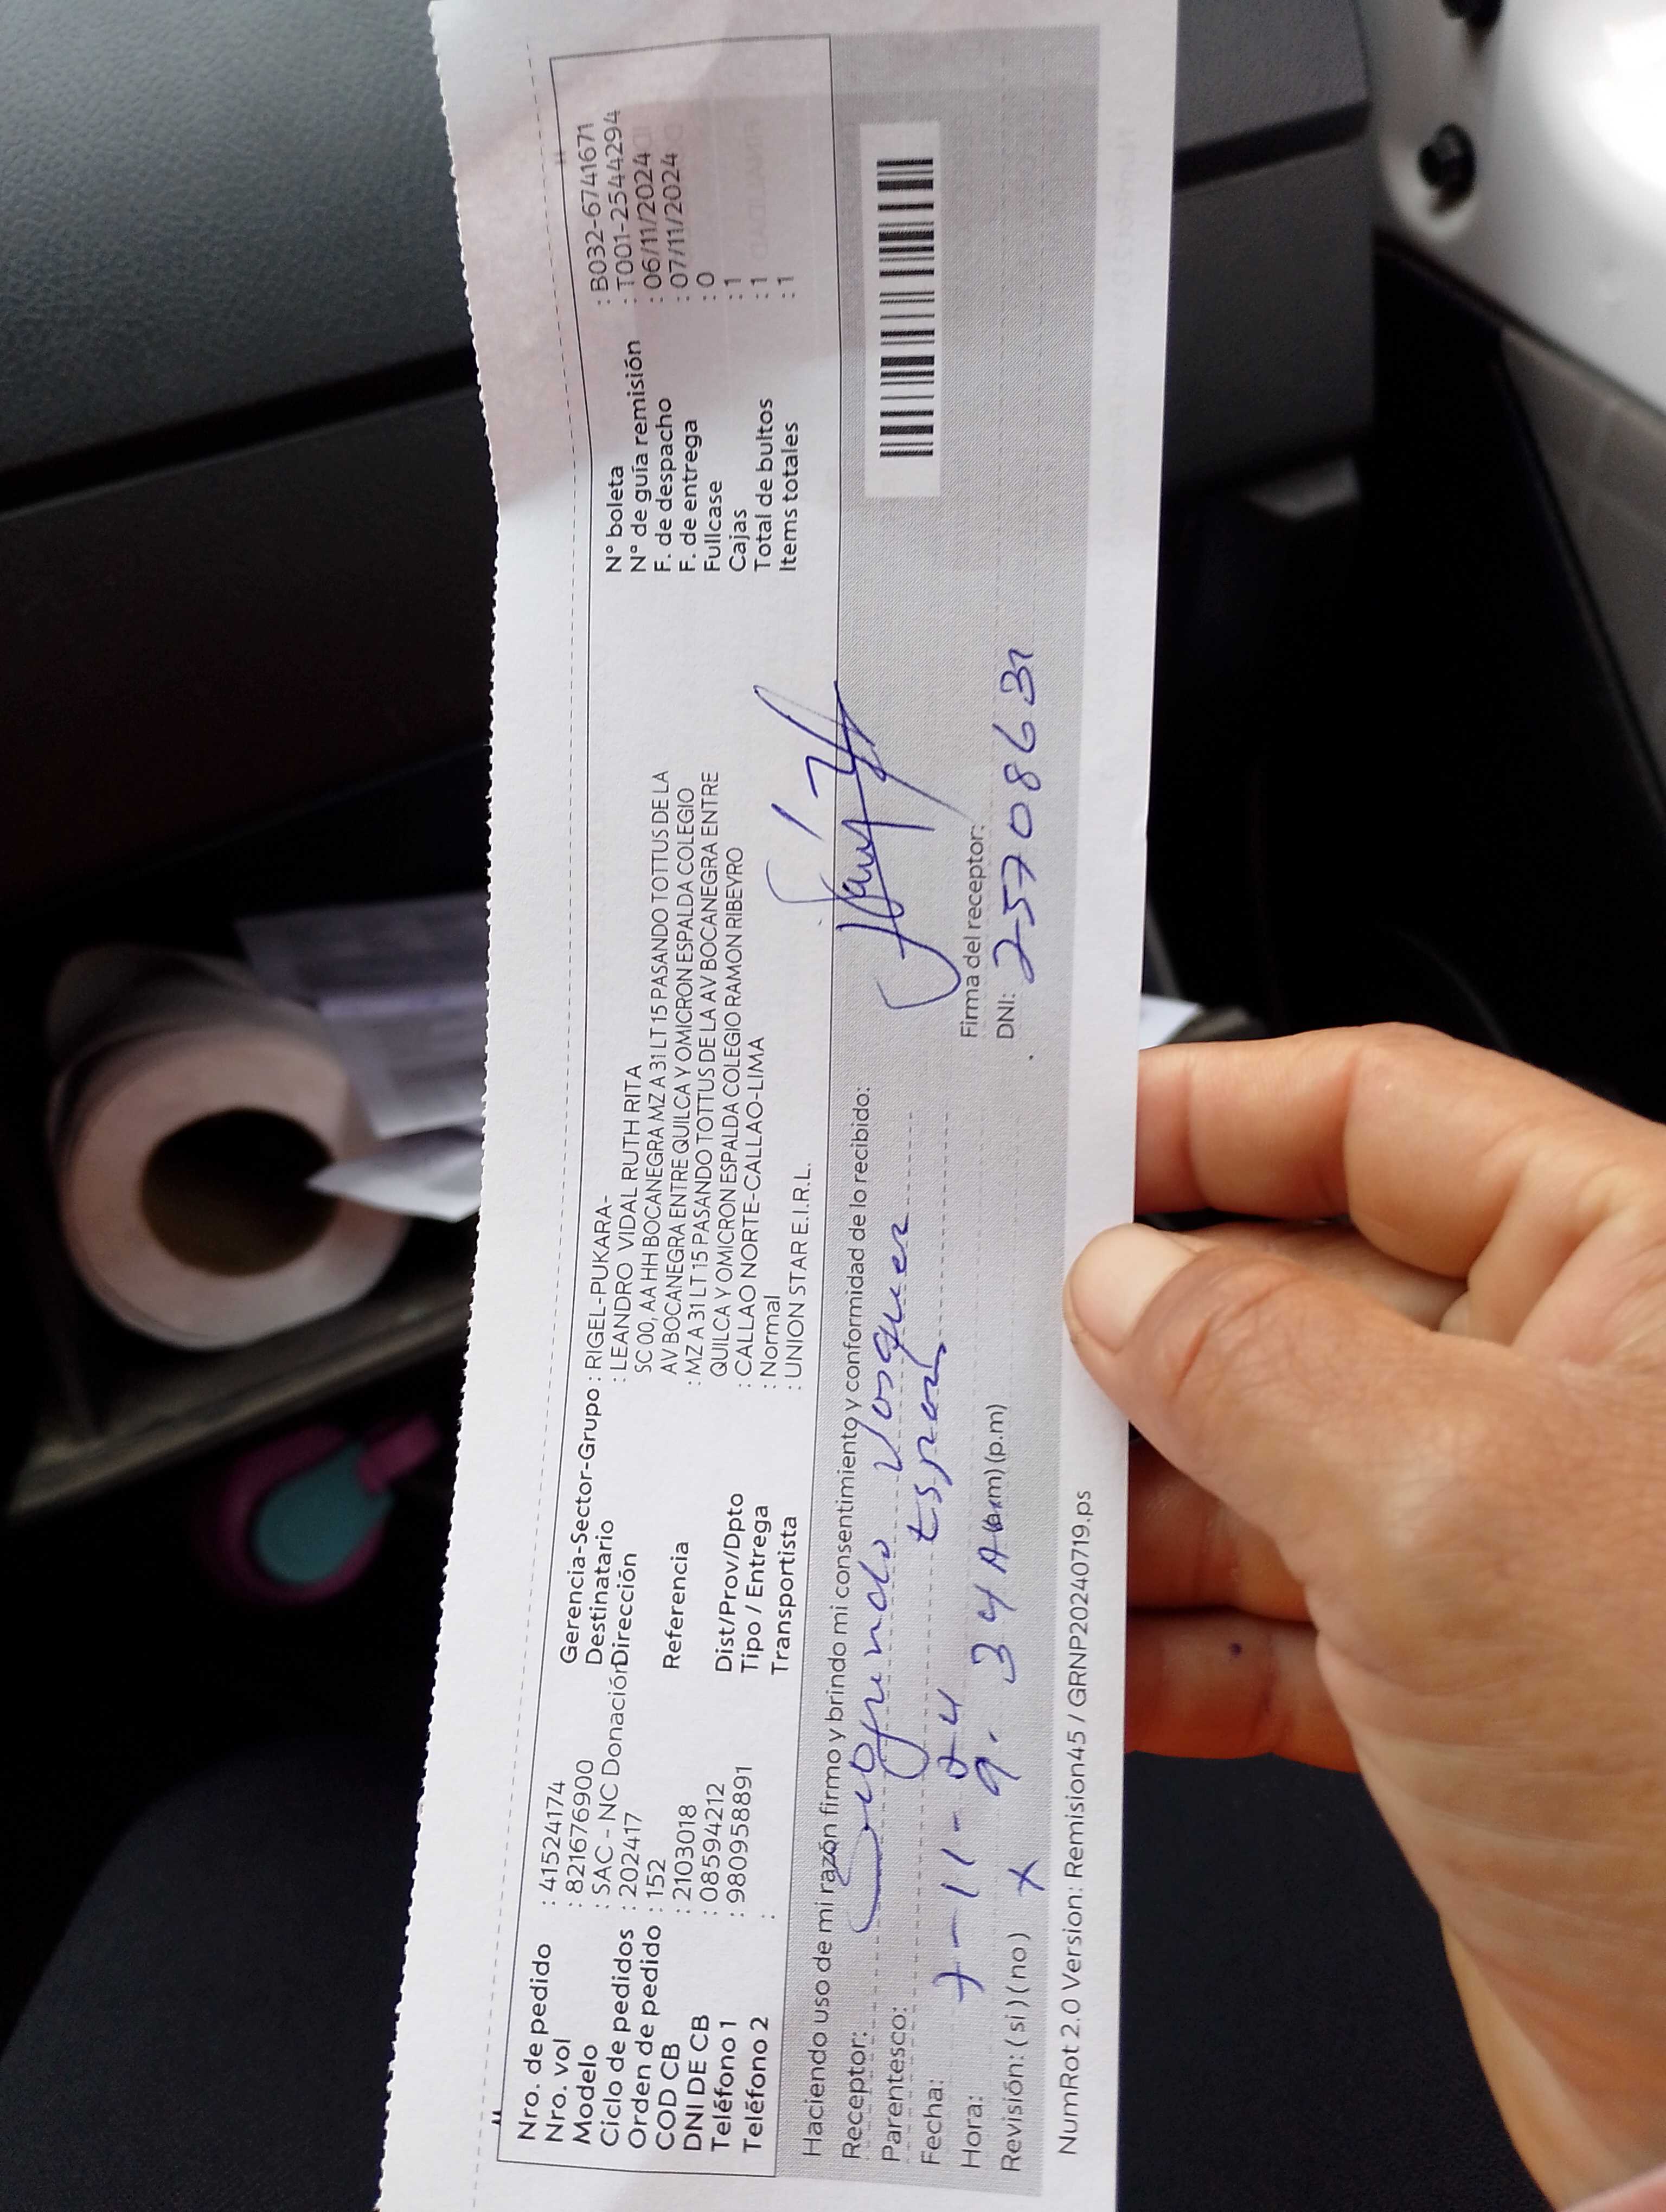 Nro. de pedido : 41524174
Nro. vol : 821676900
Modelo : SAC - NC Donación
Ciclo de pedidos : 202417
Orden de pedido : 152
COD CB : 2103018
DNI DE CB : 08594212
Teléfono 1 : 980958891
Teléfono 2 :
Gerencia-Sector-Grupo : RIGEL-PUKARA-
Destinatario : LEANDRO VIDAL RUTH RITA
Dirección SC 00, AA HH BOCANEGRA MZ A 31 LT 15 PASANDO TOTTUS DE LA
AV BOCANEGRA ENTRE QUILCA Y OMICRON ESPALDA COLEGIO
Referencia : MZ A 31 LT 15 PASANDO TOTTUS DE LA AV BOCANEGRA ENTRE
QUILCA Y OMICRON ESPALDA COLEGIO RAMON RIBEYRO
Dist/Prov/Dpto : CALLAO NORTE-CALLAO-LIMA
Tipo / Entrega : Normal
Transportista : UNION STAR E.I.R.L.
N° boleta : B032-6741671
N° de guía remisión : T001-2544294
F. de despacho : 06/11/2024
F. de entrega : 07/11/2024
Fullcase : 0
Cajas : 1
Total de bultos : 1
Items totales : 1
Haciendo uso de mi razón firmo y brindo mi consentimiento y conformidad de lo recibido:
Receptor: Segundo
Parentesco: Esposo
Fecha: 7-11-24
Hora: 9.34 A (a.m) (p.m)
Revisión: (si) (no) X
Firma del receptor:
DNI: 25708631
NumRot 2.0 Version: Remision45 / GRNP20240719.ps